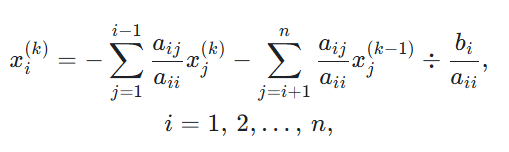 x_i^{(k)} = -\sum_{j=1}^{i-1} \frac{a_{ij}}{a_{ii}} x_j^{(k)} - \sum_{j=i+1}^{n} \frac{a_{ij}}{a_{ii}} x_j^{(k-1)} \div \frac{b_i}{a_{ii}},
i = 1, 2, \ldots, n,